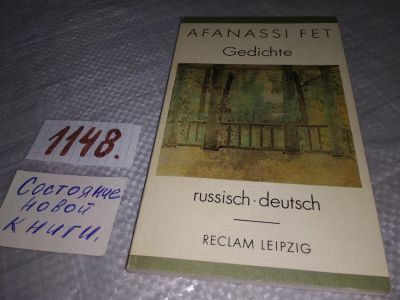 AFANASSI FET
Gedichte
russisch · deutsch
RECLAM LEIPZIG
1148.
Состояние
новой
книги.